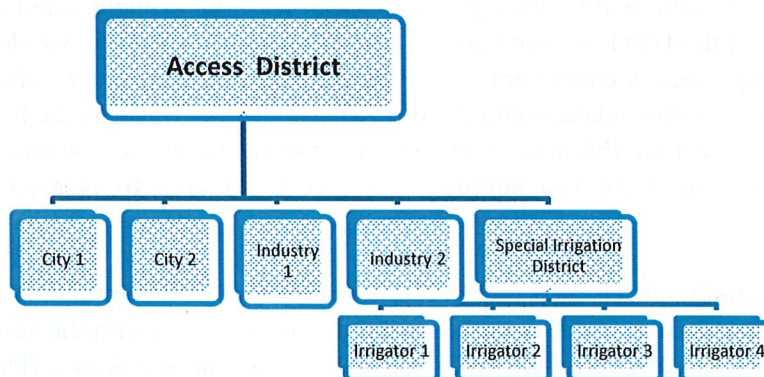 Access District
City 1
City 2
Industry
1
Industry 2
Special Irrigation
District
Irrigator 1
Irrigator 2
Irrigator 3
Irrigator 4